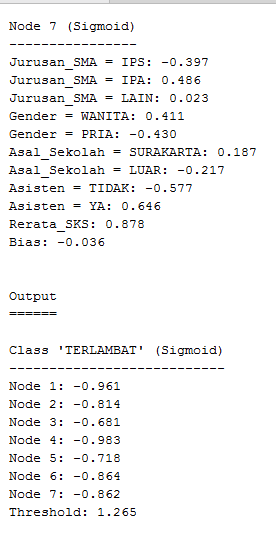 Node 7 (Sigmoid)
----------------
Jurusan_SMA = IPS: -0.397
Jurusan_SMA = IPA: 0.486
Jurusan_SMA = LAIN: 0.023
Gender = WANITA: 0.411
Gender = PRIA: -0.430
Asal_Sekolah = SURAKARTA: 0.187
Asal_Sekolah = LUAR: -0.217
Asisten = TIDAK: -0.577
Asisten = YA: 0.646
Rerata_SKS: 0.878
Bias: -0.036
Output
======
Class 'TERLAMBAT' (Sigmoid)
---------------------------
Node 1: -0.961
Node 2: -0.814
Node 3: -0.681
Node 4: -0.983
Node 5: -0.718
Node 6: -0.864
Node 7: -0.862
Threshold: 1.265